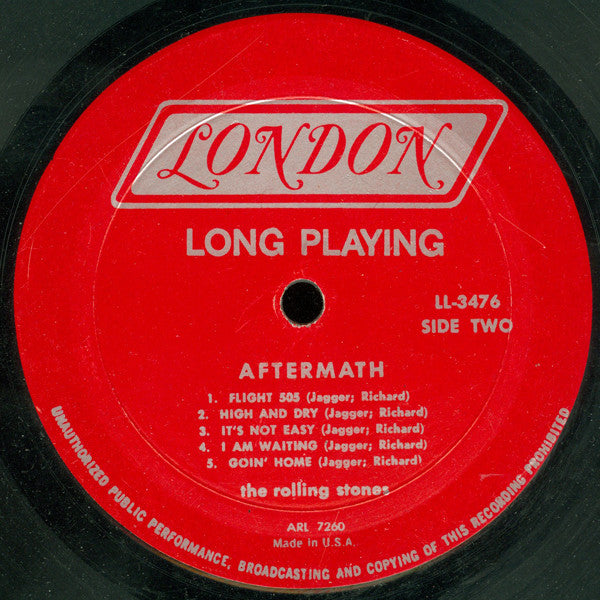 LONDON
LONG PLAYING
LL-3476
SIDE TWO
AFTERMATH
1. FLIGHT 505 (Jagger; Richard)
2. HIGH AND DRY (Jagger; Richard)
3. IT'S NOT EASY (Jagger; Richard)
4. I AM WAITING (Jagger; Richard)
5. GOIN' HOME (Jagger; Richard)
the rolling stones
ARL 7260
Made in U.S.A.
UNAUTHORIZED PUBLIC PERFORMANCE, BROADCASTING AND COPYING OF THIS RECORDING PROHIBITED